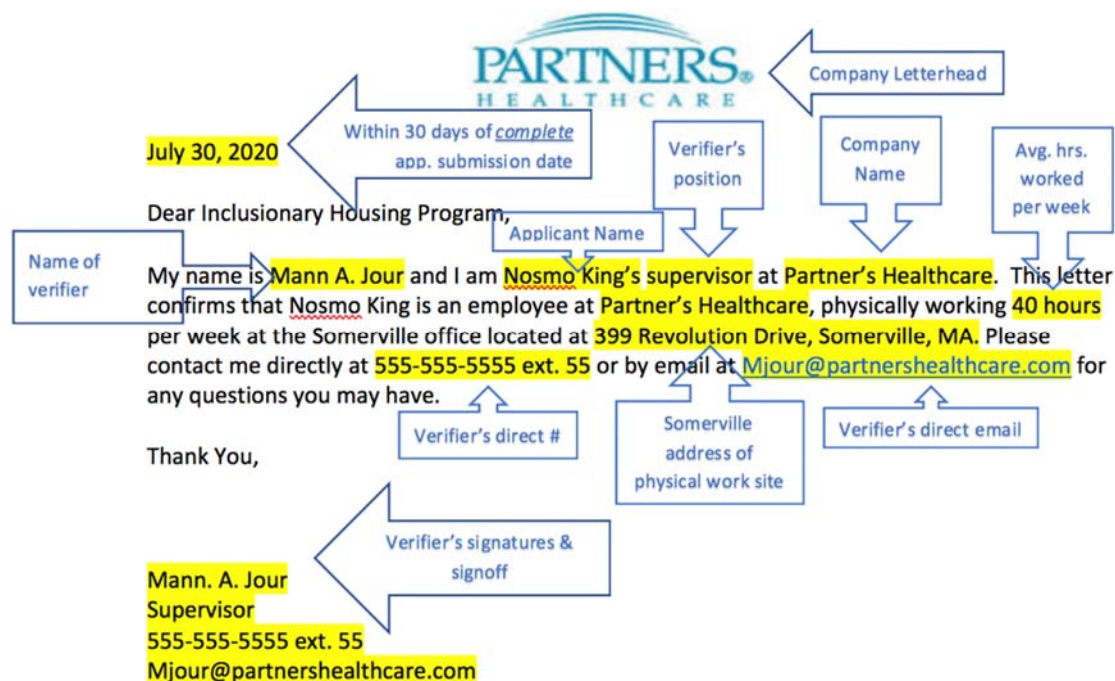 PARTNERS®
HEALTHCARE
Company Letterhead
July 30, 2020
Within 30 days of complete
app. submission date
Verifier's
position
Company
Name
Avg. hrs.
worked
per week
Dear Inclusionary Housing Program,
Applicant Name
Name of
verifier
My name is Mann A. Jour and I am Nosmo King's supervisor at Partner's Healthcare. This letter
confirms that Nosmo King is an employee at Partner's Healthcare, physically working 40 hours
per week at the Somerville office located at 399 Revolution Drive, Somerville, MA. Please
contact me directly at 555-555-5555 ext. 55 or by email at Mjour@partnershealthcare.com for
any questions you may have.
Verifier's direct #
Somerville
address of
physical work site
Verifier's direct email
Thank You,
Verifier's signatures &
signoff
Mann. A. Jour
Supervisor
555-555-5555 ext. 55
Mjour@partnershealthcare.com